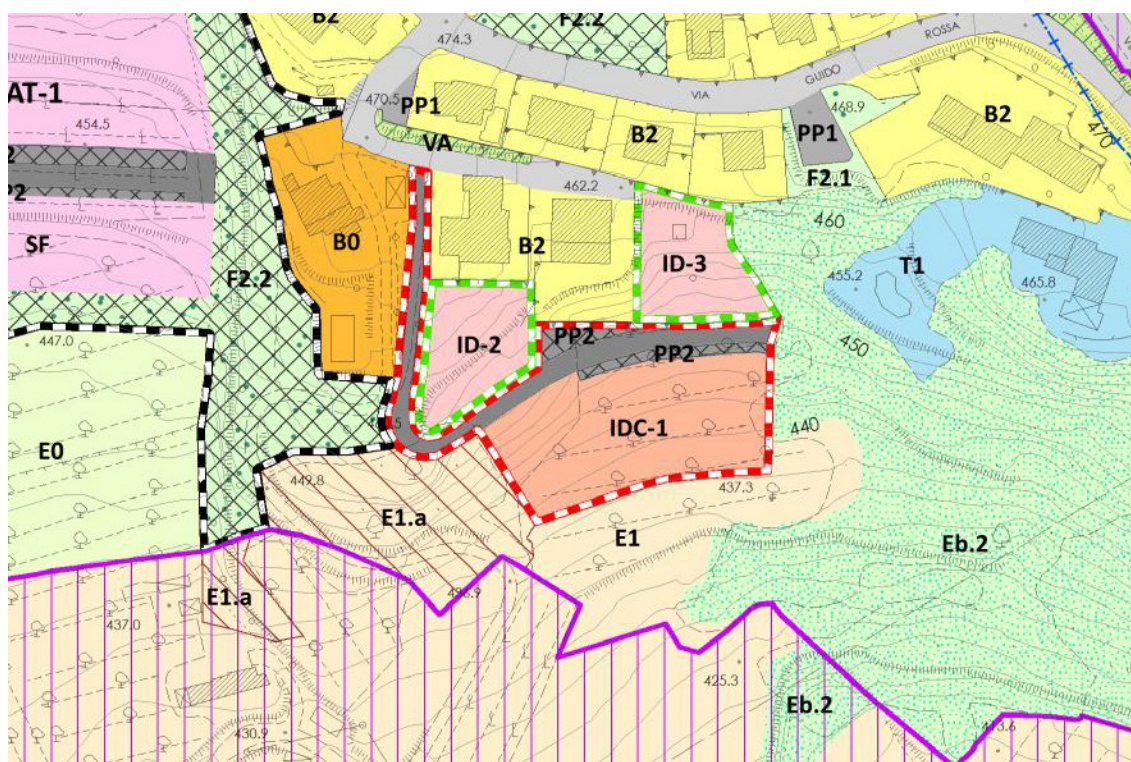 B2
F2.2
474.3
ROSSA
GUIDO
VIA
AT-1
470.5
PP1
468.9
B2
454.5
VA
B2
PP1
470
F2.1
462.2
460
SF
B0
B2
ID-3
T1
F2.2
455.2
465.8
447.0
ID-2
PP2
PP2
450
E0
IDC-1
440
449.8
437.3
E1.a
E1
Eb.2
E1.a
437.0
425.3
Eb.2
430.9